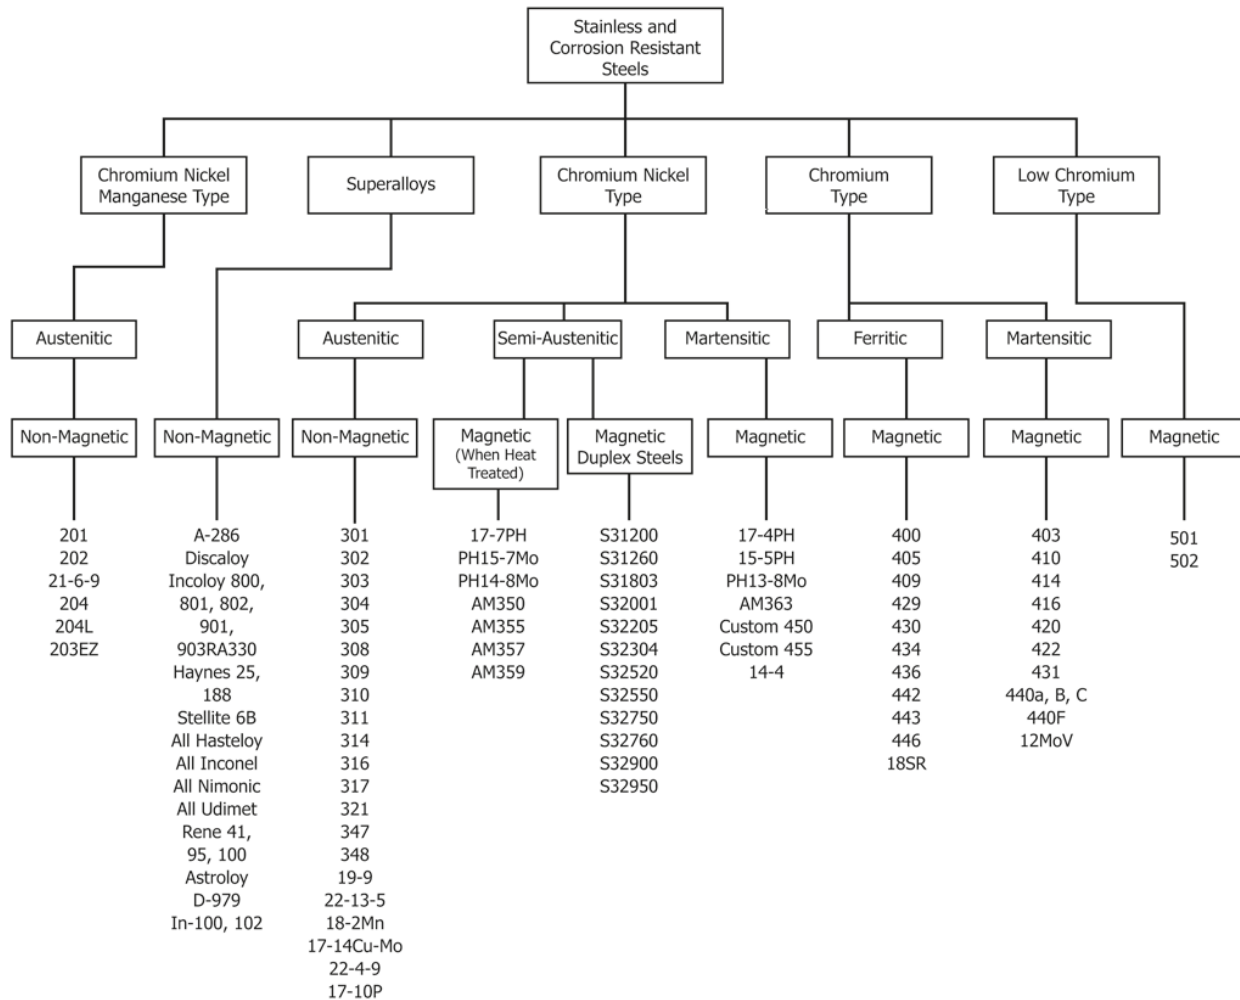 Stainless and
Corrosion Resistant
Steels
Chromium Nickel
Manganese Type
Superalloys
Chromium Nickel
Type
Chromium
Type
Low Chromium
Type
Austenitic
Austenitic
Semi-Austenitic
Martensitic
Ferritic
Martensitic
Non-Magnetic
Non-Magnetic
Non-Magnetic
Magnetic
(When Heat
Treated)
Magnetic
Duplex Steels
Magnetic
Magnetic
Magnetic
Magnetic
201
202
21-6-9
204
204L
203EZ
A-286
Discaloy
Incoloy 800,
801, 802,
901,
903RA330
Haynes 25,
188
Stellite 6B
All Hasteloy
All Inconel
All Nimonic
All Udimet
Rene 41,
95, 100
Astroloy
D-979
In-100, 102
301
302
303
304
305
308
309
310
311
314
316
317
321
347
348
19-9
22-13-5
18-2Mn
17-14Cu-Mo
22-4-9
17-10P
17-7PH
PH15-7Mo
PH14-8Mo
AM350
AM355
AM357
AM359
S31200
S31260
S31803
S32001
S32205
S32304
S32520
S32550
S32750
S32760
S32900
S32950
17-4PH
15-5PH
PH13-8Mo
AM363
Custom 450
Custom 455
14-4
400
405
409
429
430
434
436
442
443
446
18SR
403
410
414
416
420
422
431
440a, B, C
440F
12MoV
501
502